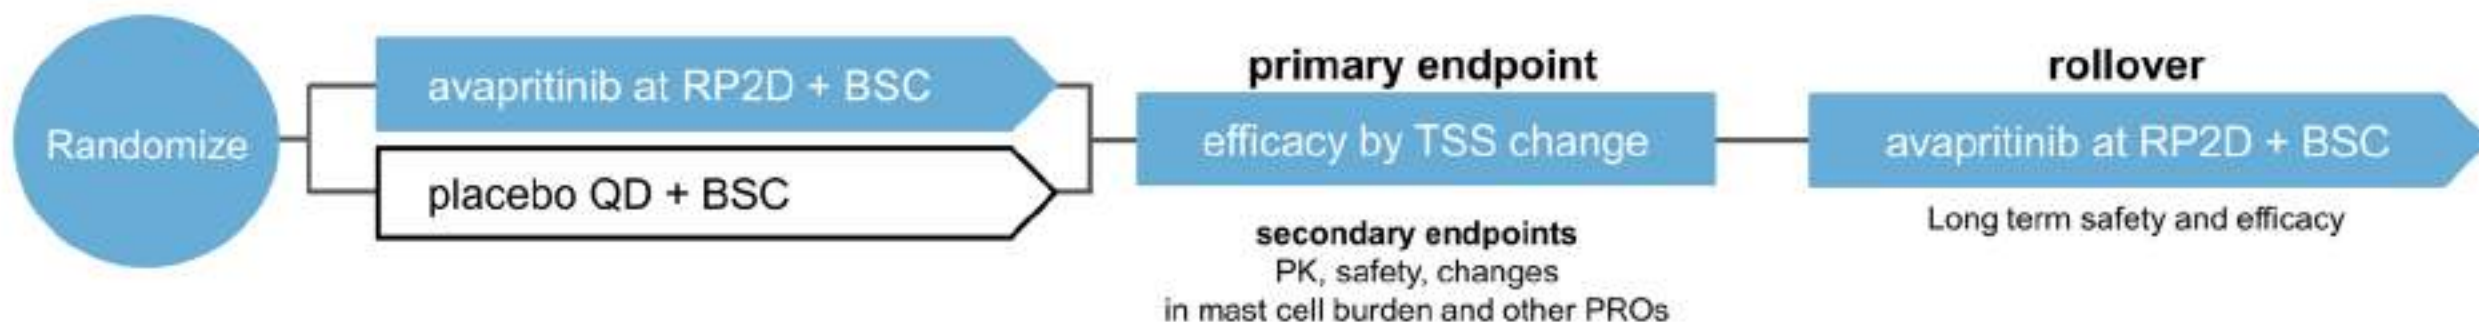 Randomize
avapritinib at RP2D + BSC
placebo QD + BSC
primary endpoint
efficacy by TSS change
secondary endpoints
PK, safety, changes
in mast cell burden and other PROs
rollover
avapritinib at RP2D + BSC
Long term safety and efficacy